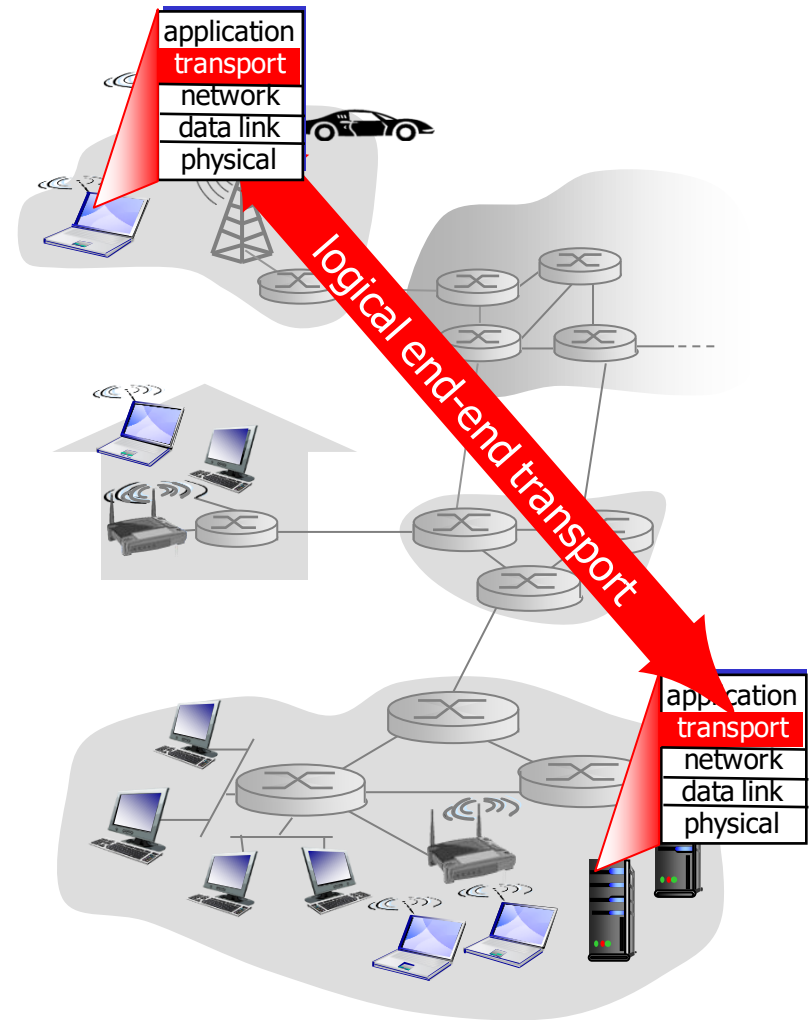 application
transport
network
data link
physical
logical end-end transport
application
transport
network
data link
physical